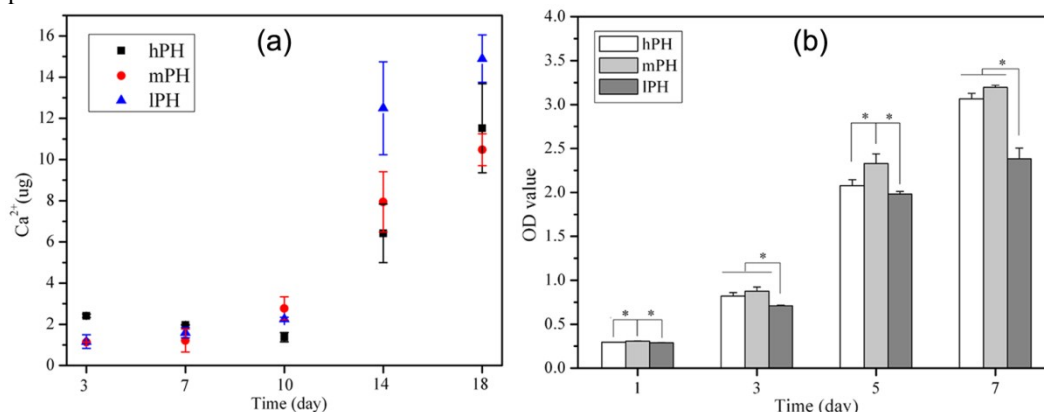 (a)
hPH
mPH
lPH
Ca2+(ug)
16
14
12
10
8
6
4
2
0
3 7 10 14 18
Time (day)
(b)
hPH
mPH
lPH
OD value
4.0
3.5
3.0
2.5
2.0
1.5
1.0
0.5
0.0
* *
*
* *
*
1 3 5 7
Time (day)